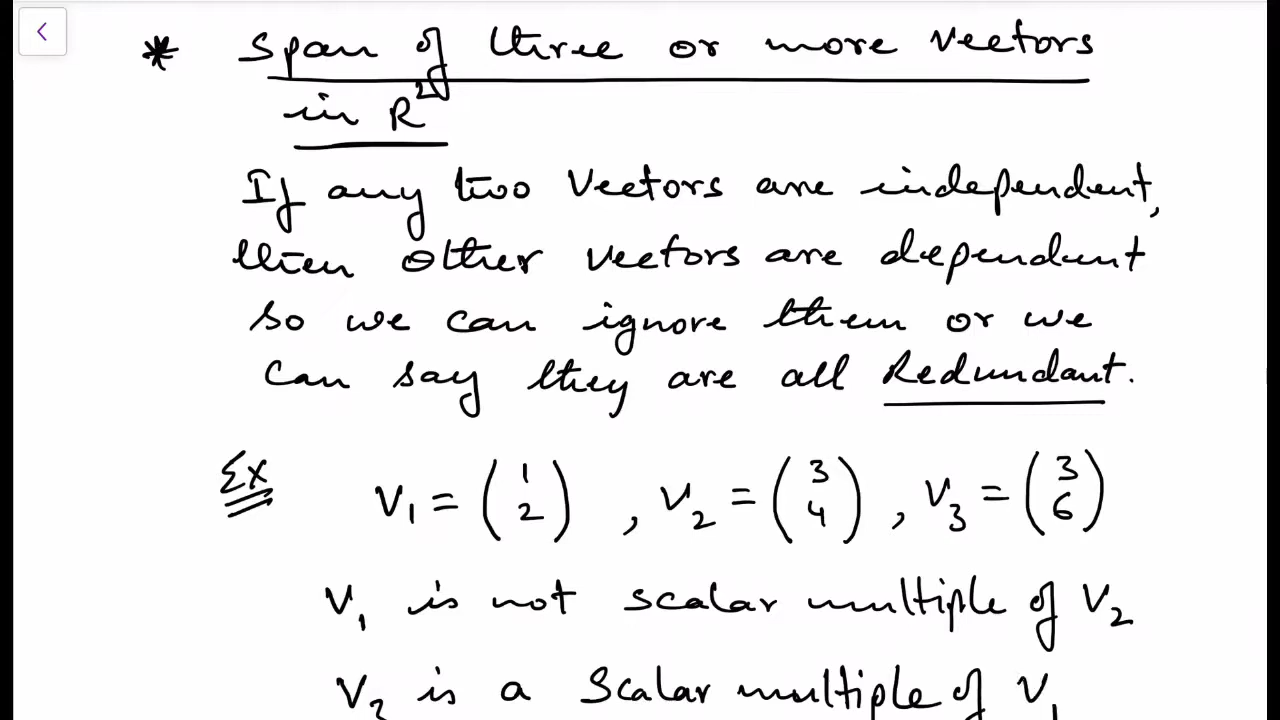 * Span of three or more vectors
in R²
If any two vectors are independent,
then other vectors are dependent
so we can ignore them or we
can say they are all Redundant.
Ex V₁ = (1 2), V₂ = (3 4), V₃ = (3 6)
V₁ is not scalar multiple of V₂
V₃ is a scalar multiple of V₁